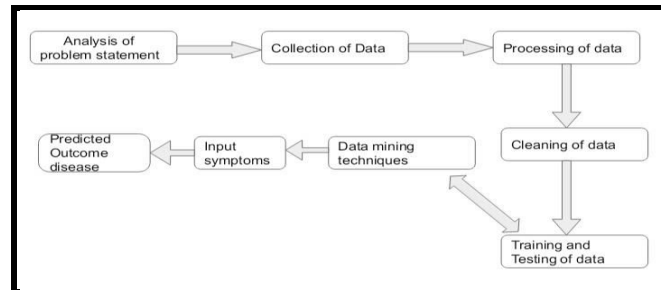 Analysis of
problem statement
Collection of Data
Processing of data
Cleaning of data
Training and
Testing of data
Data mining
techniques
Input
symptoms
Predicted
Outcome
disease